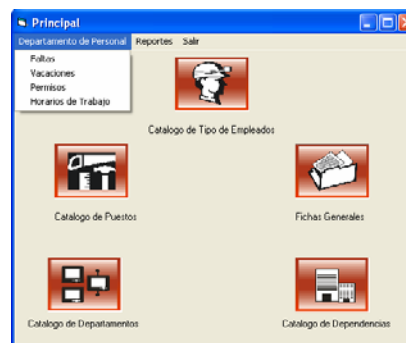 Principal
Departamento de Personal Reportes Salir
Faltas
Vacaciones
Permisos
Horarios de Trabajo
Catalogo de Tipo de Empleados
Catalogo de Puestos
Fichas Generales
Catalogo de Departamentos
Catalogo de Dependencias